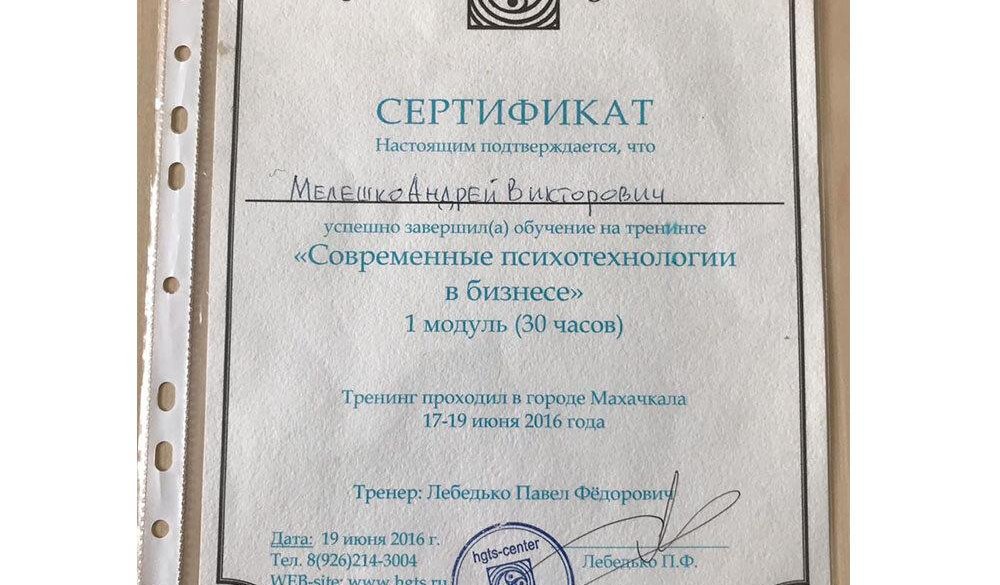 СЕРТИФИКАТ
Настоящим подтверждается, что
Мелешко Андрей Викторович
успешно завершил(а) обучение на тренинге
«Современные психотехнологии
в бизнесе»
1 модуль (30 часов)
Тренинг проходил в городе Махачкала
17-19 июня 2016 года
Тренер: Лебедько Павел Фёдорович
Дата: 19 июня 2016 г.
Тел. 8(926)214-3004
Лебедько П.Ф.
WEB-site: www.hgts.ru
hgts-center